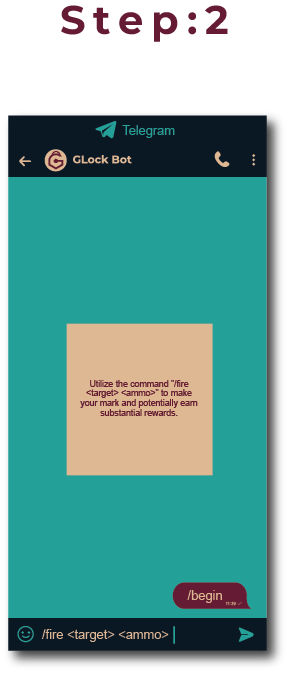 Step:2
Telegram
GLock Bot
Utilize the command "/fire
<target> <ammo>" to make
your mark and potentially earn
substantial rewards.
/begin
11:26
/fire <target> <ammo>